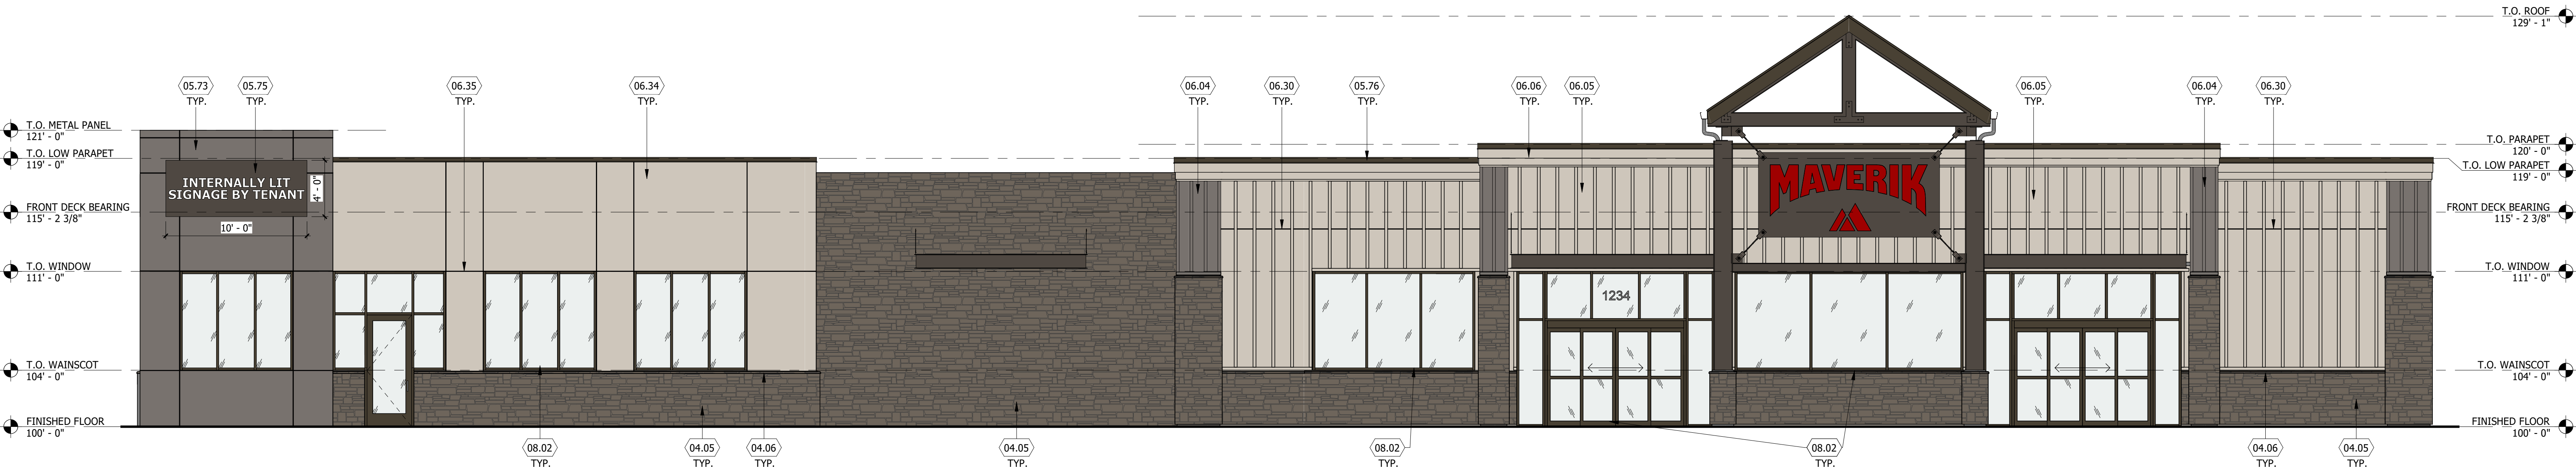 T.O. ROOF
129' - 1"
05.73
TYP.
05.75
TYP.
06.35
TYP.
06.34
TYP.
06.04
TYP.
06.30
TYP.
05.76
TYP.
06.06
TYP.
06.05
TYP.
06.05
TYP.
06.04
TYP.
06.30
TYP.
T.O. METAL PANEL
121' - 0"
T.O. LOW PARAPET
119' - 0"
FRONT DECK BEARING
115' - 2 3/8"
T.O. WINDOW
111' - 0"
T.O. WAINSCOT
104' - 0"
FINISHED FLOOR
100' - 0"
INTERNALLY LIT
SIGNAGE BY TENANT
4' - 0"
10' - 0"
MAVERIK
1234
T.O. PARAPET
120' - 0"
T.O. LOW PARAPET
119' - 0"
FRONT DECK BEARING
115' - 2 3/8"
T.O. WINDOW
111' - 0"
T.O. WAINSCOT
104' - 0"
FINISHED FLOOR
100' - 0"
08.02
TYP.
04.05
TYP.
04.06
TYP.
04.05
TYP.
08.02
TYP.
08.02
TYP.
04.06
TYP.
04.05
TYP.